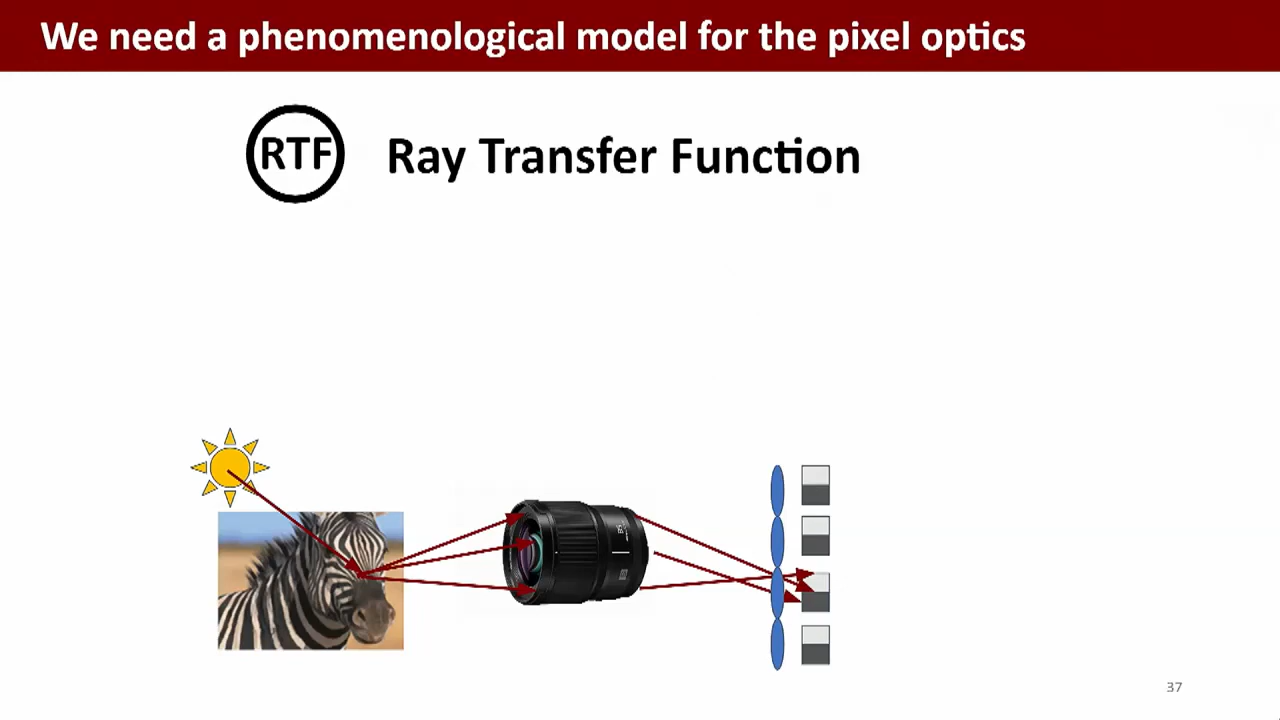 We need a phenomenological model for the pixel optics
RTF
Ray Transfer Function
37